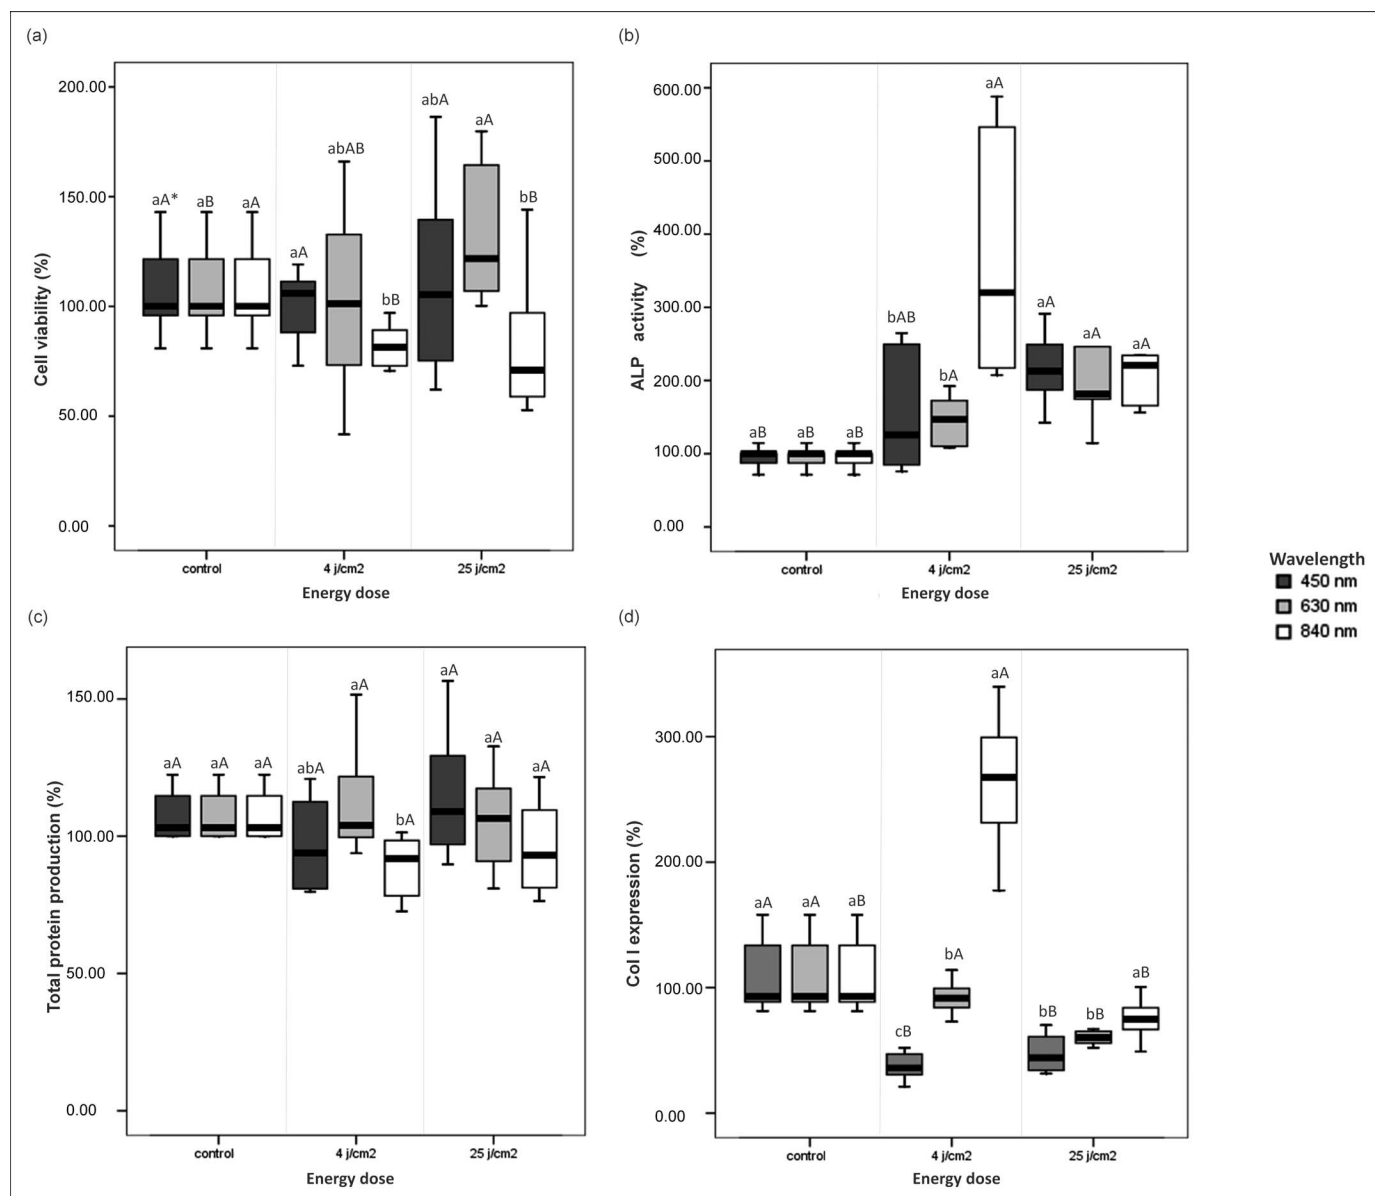 (a)
200.00
150.00
100.00
50.00
0.00
Cell viability (%)
aA*
aB
aA
aA
abAB
bB
abA
aA
bB
control
4 j/cm2
25 j/cm2
Energy dose
(b)
600.00
500.00
400.00
300.00
200.00
100.00
0.00
ALP activity (%)
aB
aB
aB
bAB
bA
aA
aA
aA
aA
control
4 j/cm2
25 j/cm2
Energy dose
Wavelength
450 nm
630 nm
840 nm
(c)
150.00
100.00
50.00
0.00
Total protein production (%)
aA
aA
aA
abA
aA
bA
aA
aA
aA
control
4 j/cm2
25 j/cm2
Energy dose
(d)
300.00
200.00
100.00
0.00
Col I expression (%)
aA
aA
aB
cB
bA
aA
bB
bB
aB
control
4 j/cm2
25 j/cm2
Energy dose